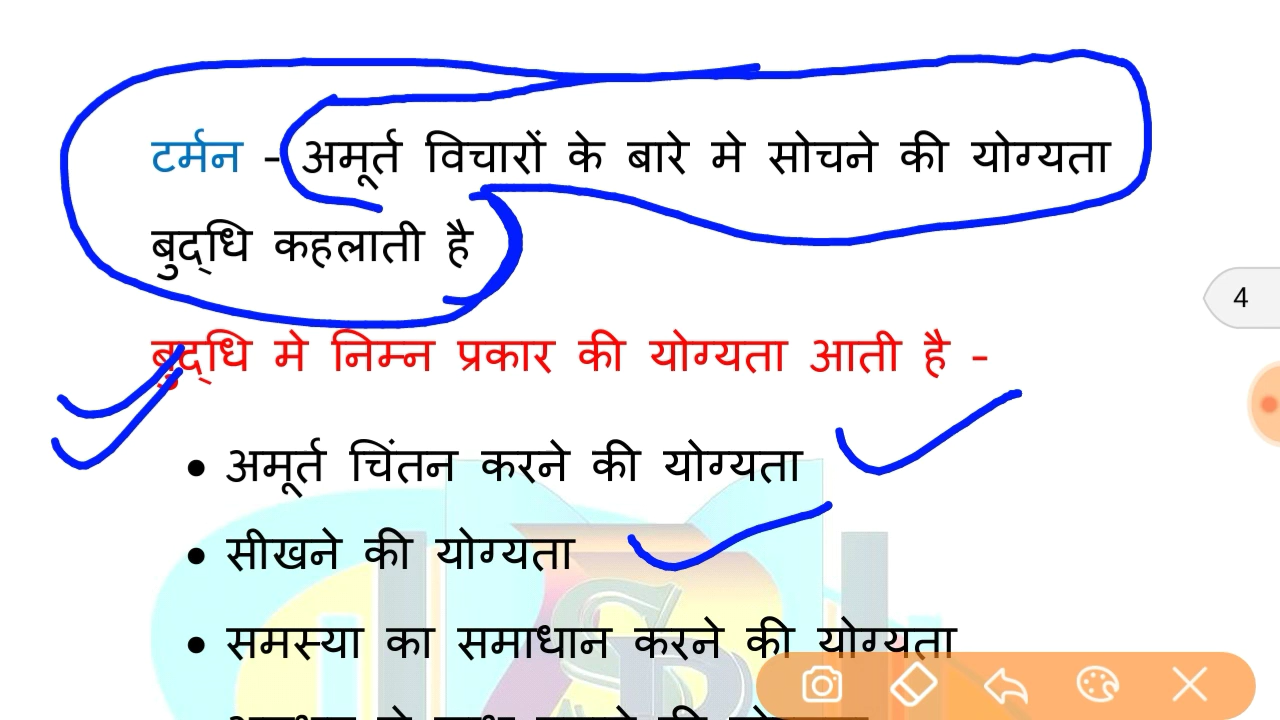 टर्मन - अमूर्त विचारों के बारे मे सोचने की योग्यता
बुद्धि कहलाती है
4
बुद्धि मे निम्न प्रकार की योग्यता आती है -
• अमूर्त चिंतन करने की योग्यता
• सीखने की योग्यता
• समस्या का समाधान करने की योग्यता